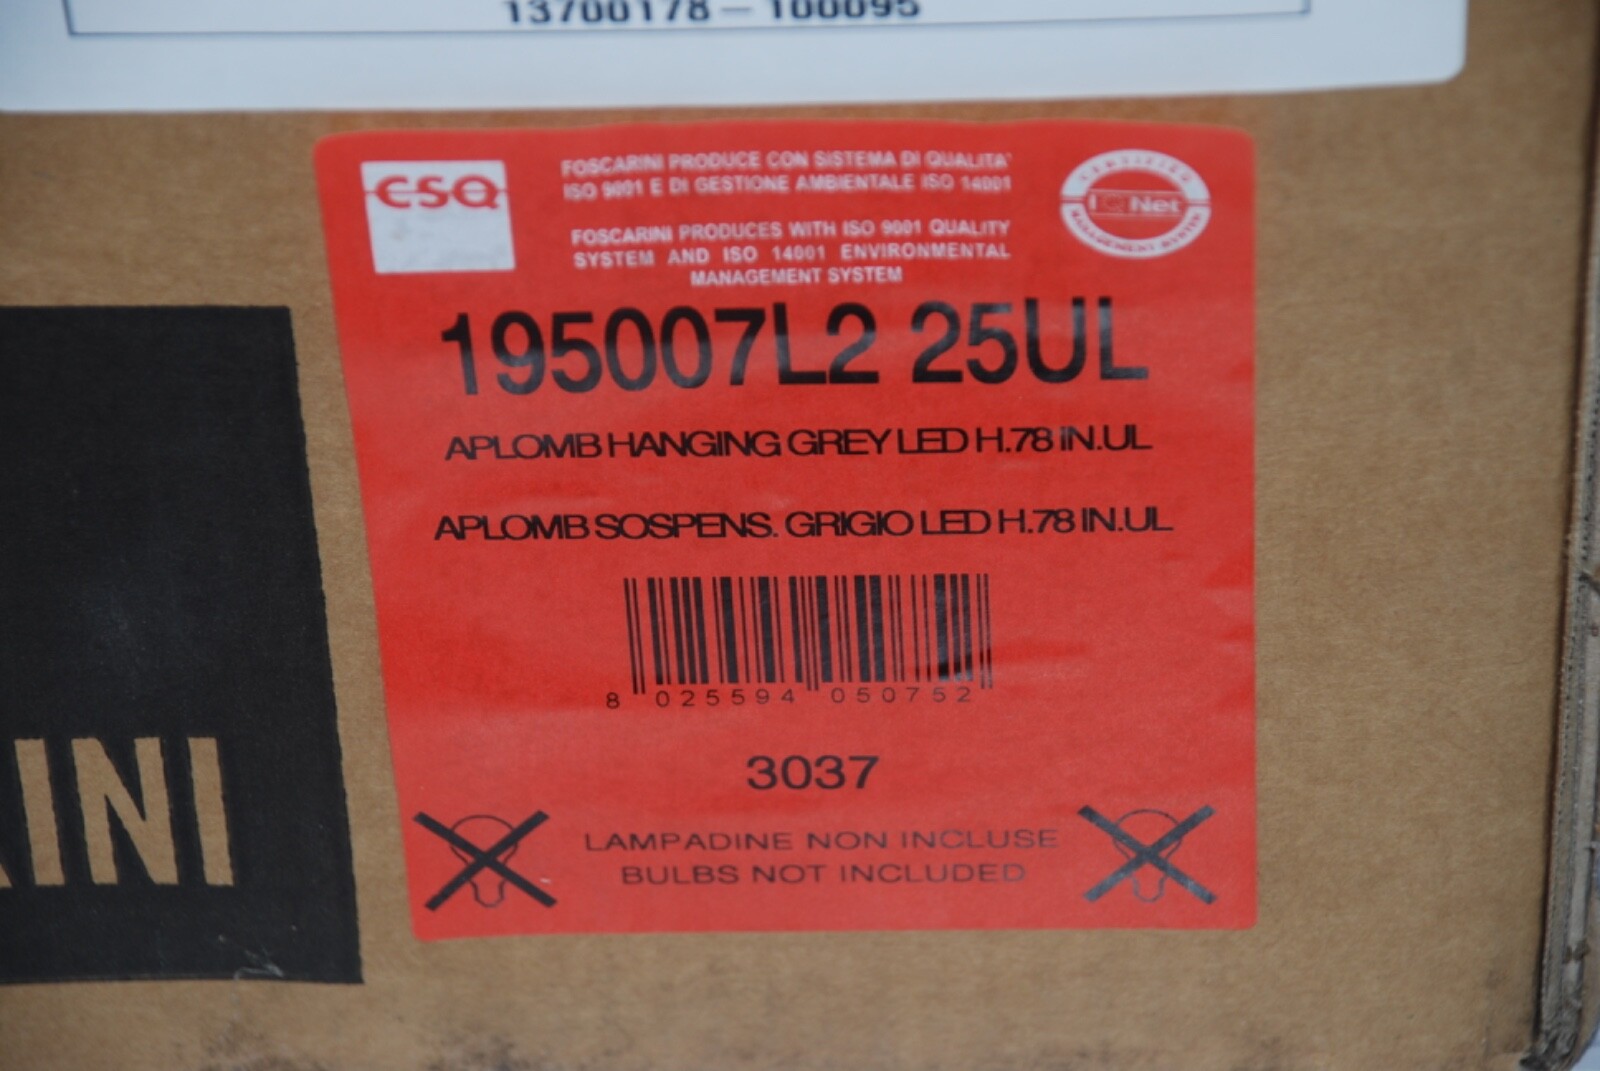 13700178 – 100095
CSQ
FOSCARINI PRODUCE CON SISTEMA DI QUALITA'
ISO 9001 E DI GESTIONE AMBIENTALE ISO 14001
FOSCARINI PRODUCES WITH ISO 9001 QUALITY
SYSTEM AND ISO 14001 ENVIRONMENTAL
MANAGEMENT SYSTEM
CERTIFIED
IQNet
MANAGEMENT SYSTEM
195007L2 25UL
APLOMB HANGING GREY LED H.78 IN.UL
APLOMB SOSPENS. GRIGIO LED H.78 IN.UL
8 025594 050752
3037
LAMPADINE NON INCLUSE
BULBS NOT INCLUDED
INI